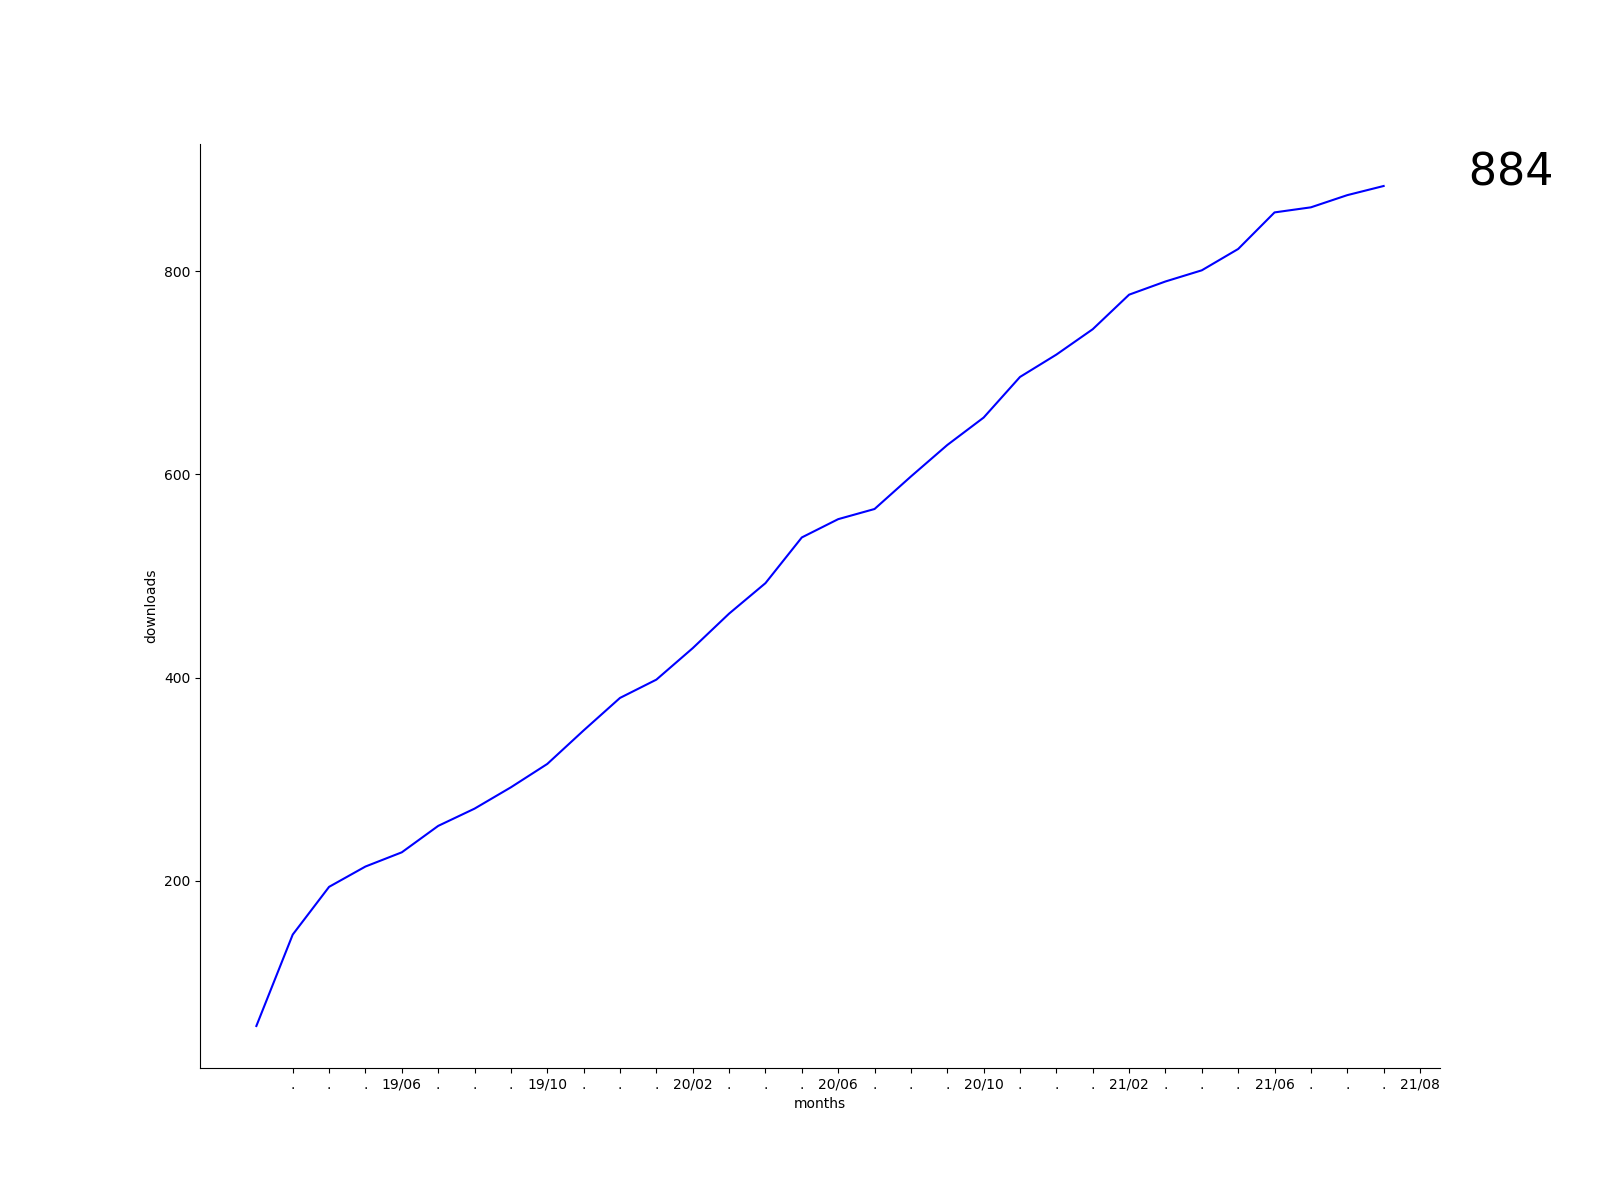 884
800
600
400
200
downloads
. . . 19/06 . . . 19/10 . . . 20/02 . . . 20/06 . . . 20/10 . . . 21/02 . . . 21/06 . . . 21/08
months